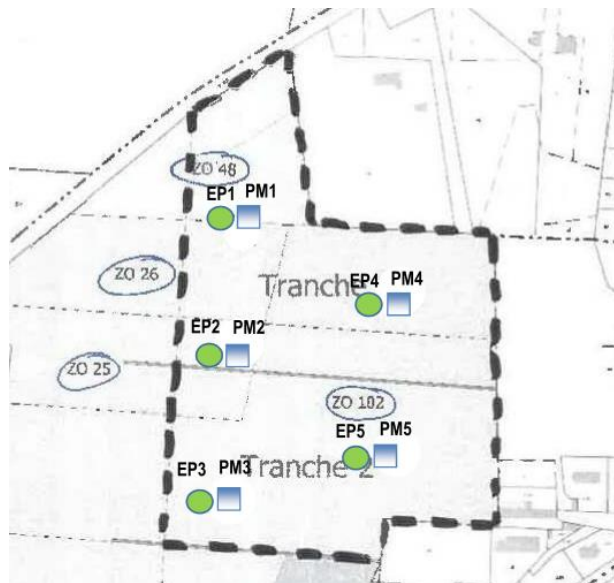 ZO 48
EP1 PM1
ZO 26
Tranche
EP4 PM4
EP2 PM2
ZO 25
ZO 102
EP5 PM5
Tranche 2
EP3 PM3